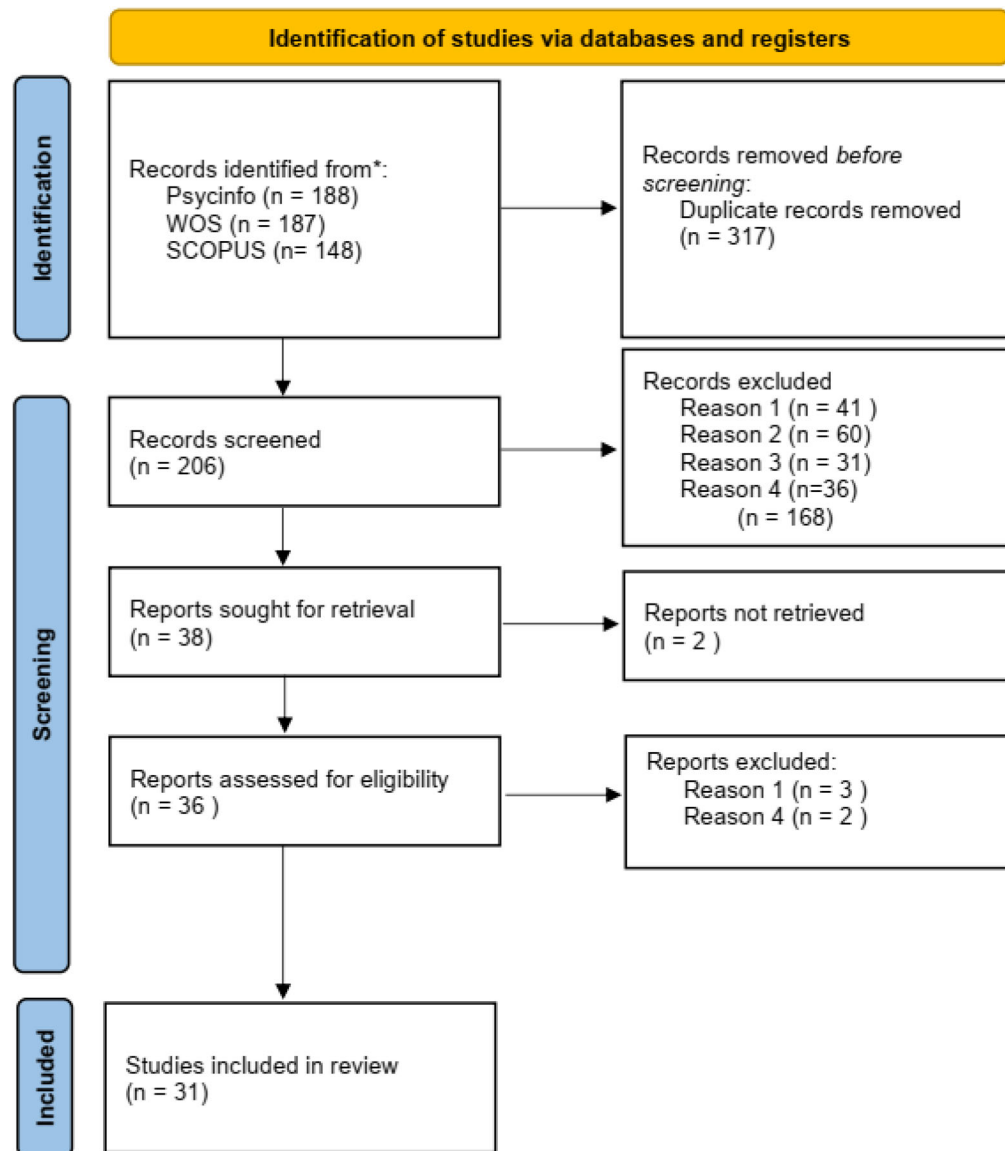 Identification of studies via databases and registers
Identification
Records identified from*:
Psycinfo (n = 188)
WOS (n = 187)
SCOPUS (n= 148)
Records removed before
screening:
Duplicate records removed
(n = 317)
Screening
Records screened
(n = 206)
Records excluded
Reason 1 (n = 41 )
Reason 2 (n = 60)
Reason 3 (n = 31)
Reason 4 (n=36)
(n = 168)
Reports sought for retrieval
(n = 38)
Reports not retrieved
(n = 2 )
Reports assessed for eligibility
(n = 36 )
Reports excluded:
Reason 1 (n = 3 )
Reason 4 (n = 2 )
Included
Studies included in review
(n = 31)